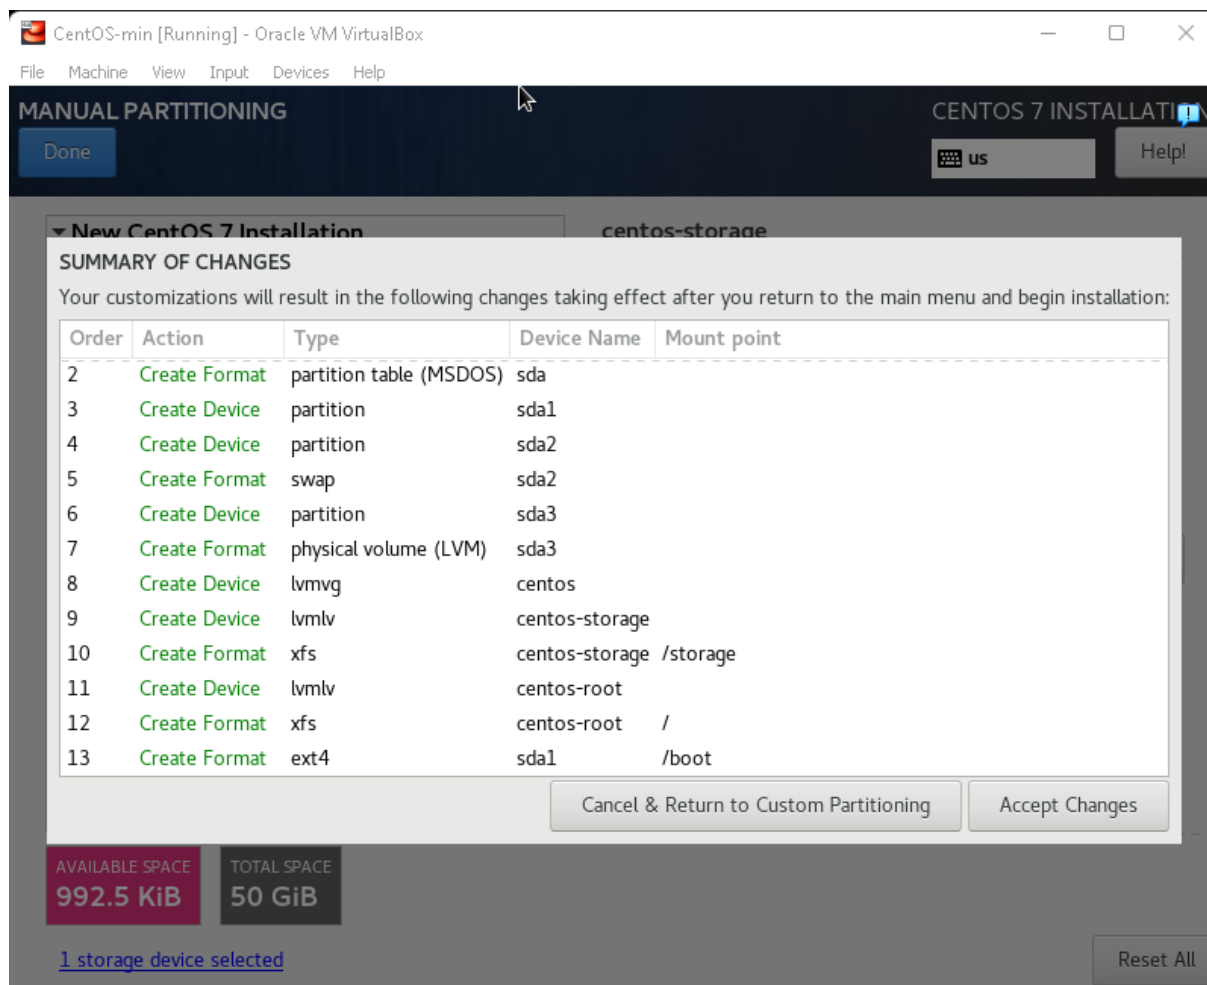 CentOS-min [Running] - Oracle VM VirtualBox
File Machine View Input Devices Help
MANUAL PARTITIONING
CENTOS 7 INSTALLATION
Done
us
Help!
New CentOS 7 Installation
centos-storage
SUMMARY OF CHANGES
Your customizations will result in the following changes taking effect after you return to the main menu and begin installation:
Order Action Type Device Name Mount point
2 Create Format partition table (MSDOS) sda
3 Create Device partition sda1
4 Create Device partition sda2
5 Create Format swap sda2
6 Create Device partition sda3
7 Create Format physical volume (LVM) sda3
8 Create Device lvmvg centos
9 Create Device lvmlv centos-storage
10 Create Format xfs centos-storage /storage
11 Create Device lvmlv centos-root
12 Create Format xfs centos-root /
13 Create Format ext4 sda1 /boot
Cancel & Return to Custom Partitioning
Accept Changes
AVAILABLE SPACE
992.5 KiB
TOTAL SPACE
50 GiB
1 storage device selected
Reset All